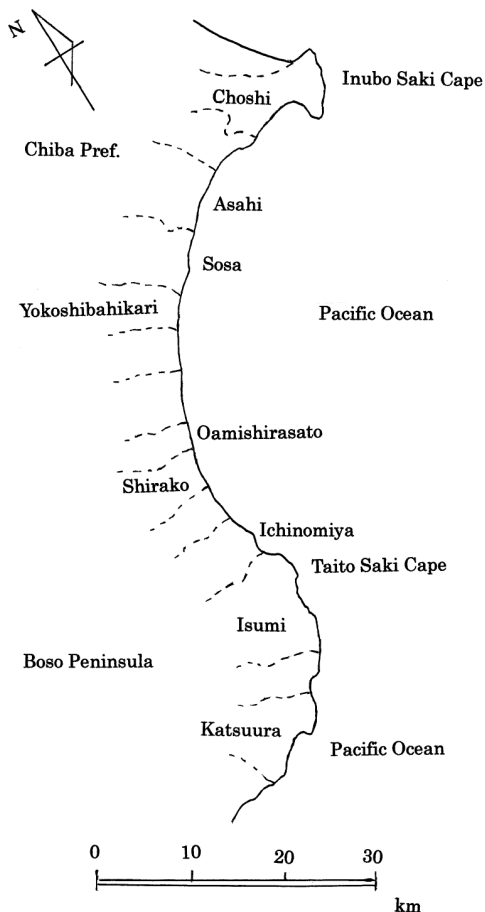 N
Inubo Saki Cape
Choshi
Chiba Pref.
Asahi
Sosa
Yokoshibahikari
Pacific Ocean
Oamishirasato
Shirako
Ichinomiya
Taito Saki Cape
Isumi
Boso Peninsula
Katsuura
Pacific Ocean
0 10 20 30
km